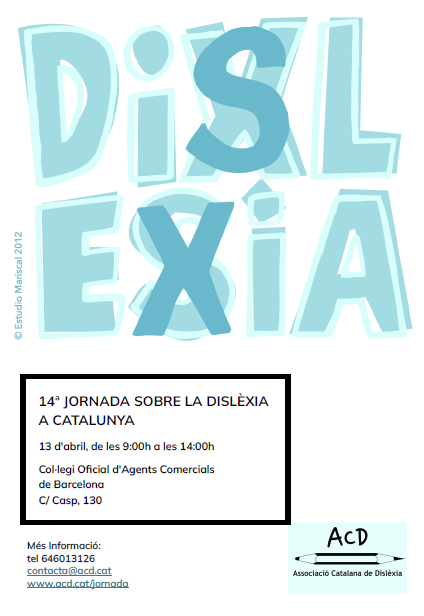 DiSL
EXiA
© Estudio Mariscal 2012
14ª JORNADA SOBRE LA DISLÈXIA
A CATALUNYA
13 d'abril, de les 9:00h a les 14:00h
Col·legi Oficial d'Agents Comercials
de Barcelona
C/ Casp, 130
Més Informació:
tel 646013126
contacta@acd.cat
www.acd.cat/jornada
AcD
Associació Catalana de Dislèxia